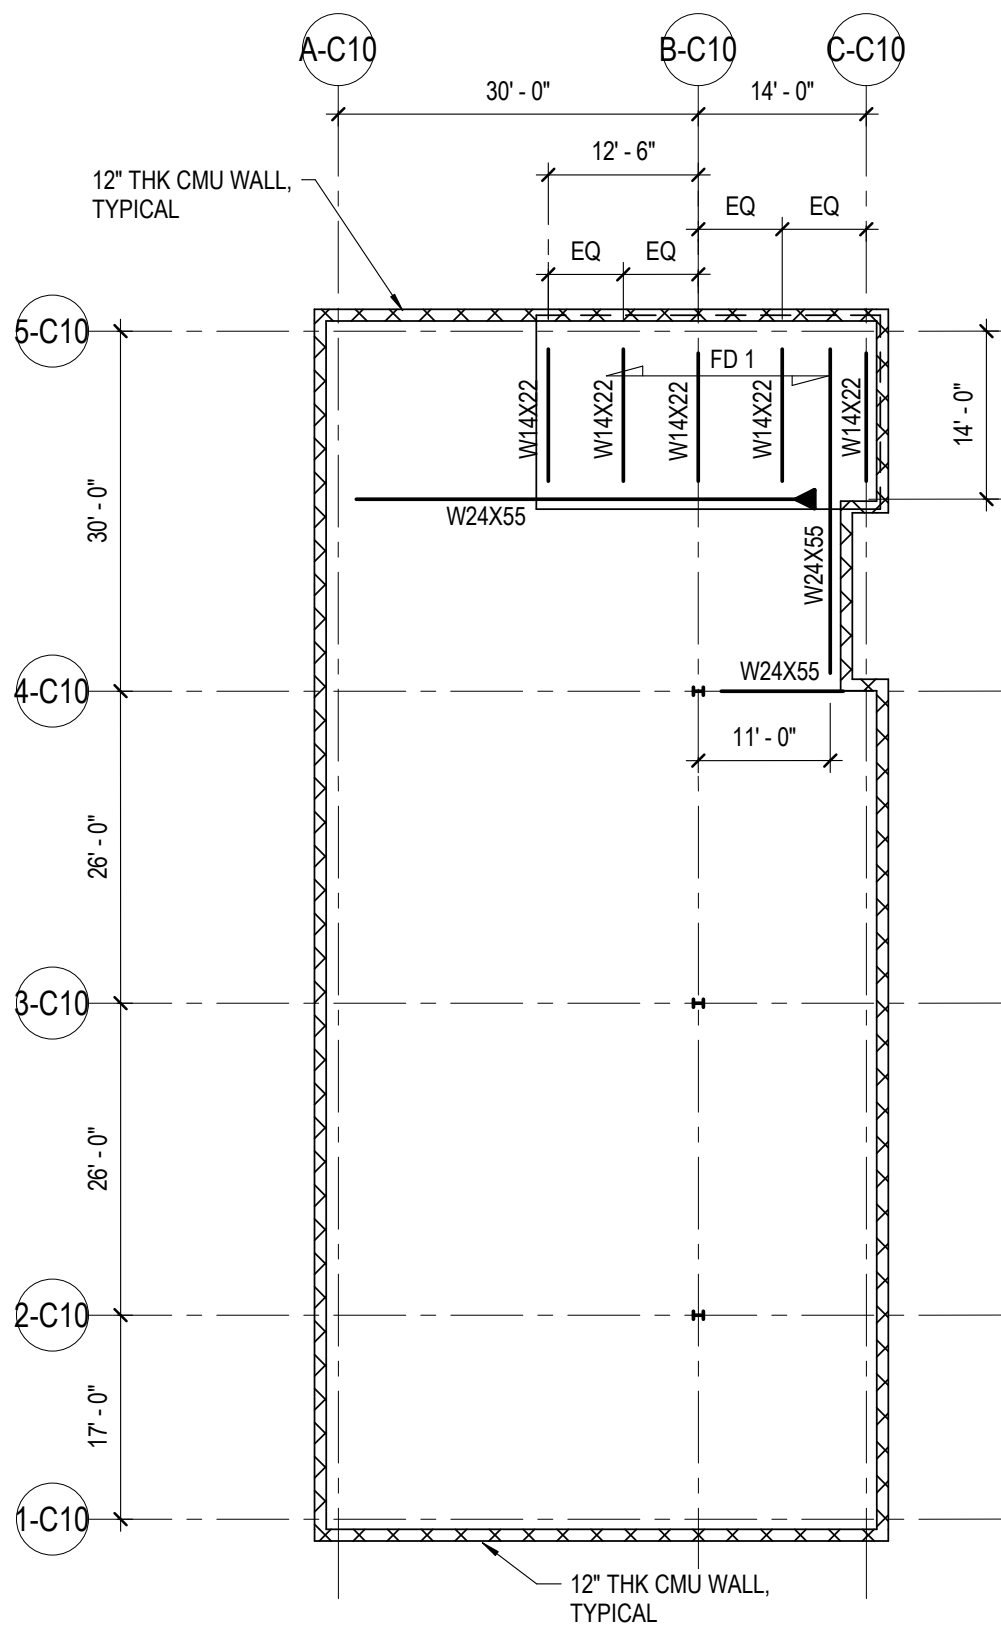 A-C10
B-C10
C-C10
30' - 0"
14' - 0"
12' - 6"
12" THK CMU WALL,
TYPICAL
EQ
EQ
EQ
EQ
5-C10
FD 1
W14X22
W14X22
W14X22
W14X22
W14X22
14' - 0"
30' - 0"
W24X55
W24X55
W24X55
4-C10
11' - 0"
26' - 0"
3-C10
26' - 0"
2-C10
17' - 0"
1-C10
12" THK CMU WALL,
TYPICAL